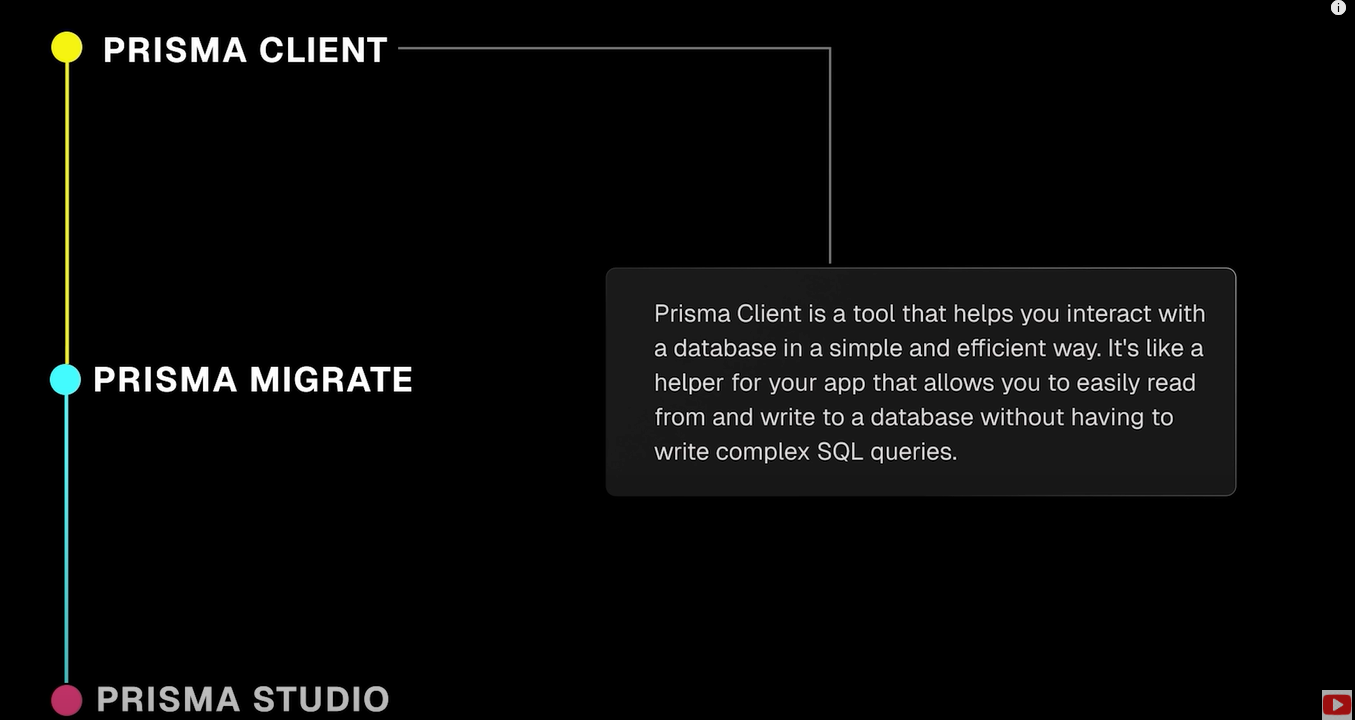 PRISMA CLIENT
Prisma Client is a tool that helps you interact with
a database in a simple and efficient way. It's like a
helper for your app that allows you to easily read
from and write to a database without having to
write complex SQL queries.
PRISMA MIGRATE
PRISMA STUDIO